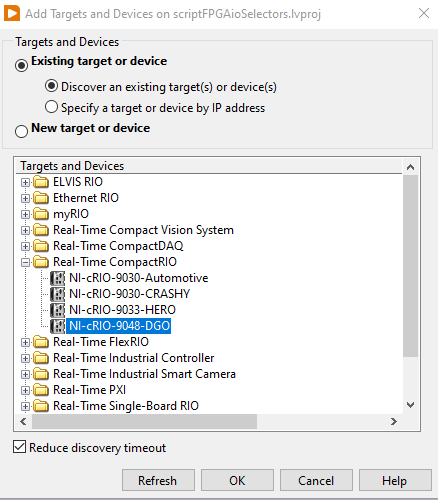 Add Targets and Devices on scriptFPGAioSelectors.lvproj
Targets and Devices
Existing target or device
Discover an existing target(s) or device(s)
Specify a target or device by IP address
New target or device
Targets and Devices
ELVIS RIO
Ethernet RIO
myRIO
Real-Time Compact Vision System
Real-Time CompactDAQ
Real-Time CompactRIO
NI-cRIO-9030-Automotive
NI-cRIO-9030-CRASHY
NI-cRIO-9033-HERO
NI-cRIO-9048-DGO
Real-Time FlexRIO
Real-Time Industrial Controller
Real-Time Industrial Smart Camera
Real-Time PXI
Real-Time Single-Board RIO
Reduce discovery timeout
Refresh OK Cancel Help